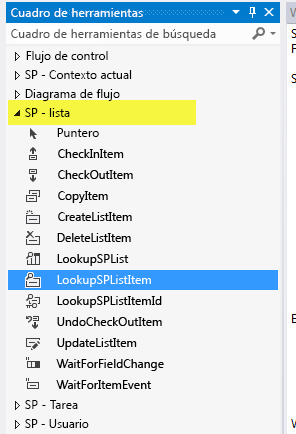 Cuadro de herramientas
Cuadro de herramientas de búsqueda
Flujo de control
SP - Contexto actual
Diagrama de flujo
SP - lista
Puntero
CheckInItem
CheckOutItem
CopyItem
CreateListItem
DeleteListItem
LookupSPList
LookupSPListItem
LookupSPListItemId
UndoCheckOutItem
UpdateListItem
WaitForFieldChange
WaitForItemEvent
SP - Tarea
SP - Usuario